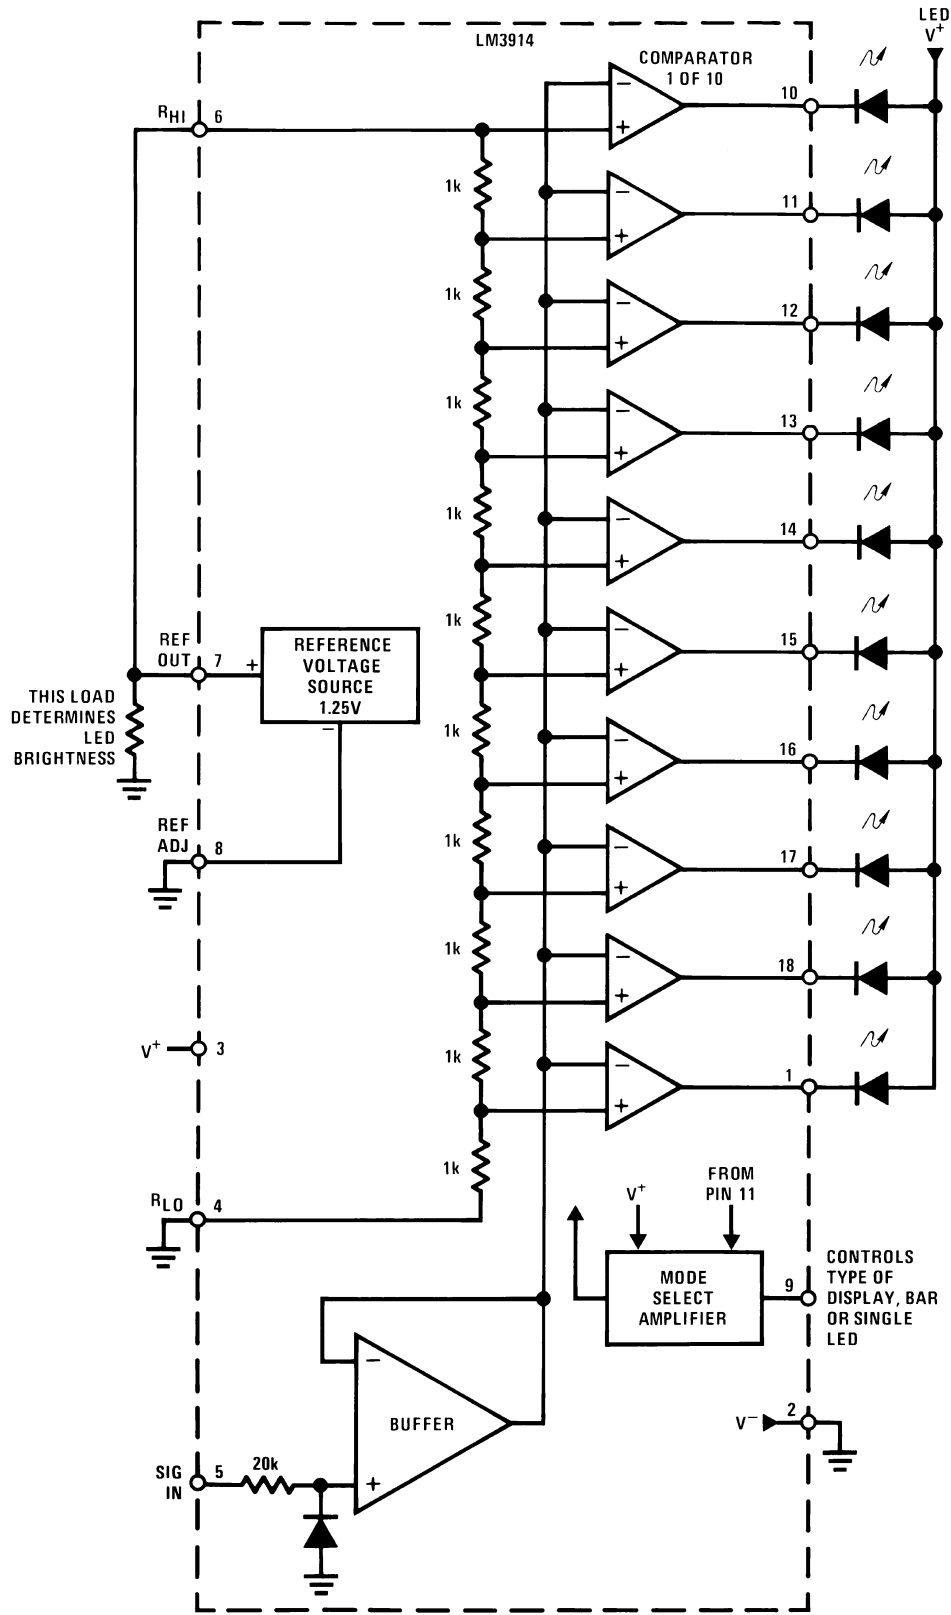 LED
V+
LM3914
COMPARATOR
1 OF 10
−
+
10
RHI
6
1k
−
+
11
1k
−
+
12
1k
−
+
13
1k
−
+
14
1k
−
+
15
REF
OUT
7
+
REFERENCE
VOLTAGE
SOURCE
1.25V
−
THIS LOAD
DETERMINES
LED
BRIGHTNESS
1k
−
+
16
REF
ADJ
8
1k
−
+
17
1k
−
+
18
V+
3
1k
−
+
1
1k
RLO
4
V+
FROM
PIN 11
MODE
SELECT
AMPLIFIER
9
CONTROLS
TYPE OF
DISPLAY, BAR
OR SINGLE
LED
−
BUFFER
+
V−
2
SIG
IN
5
20k